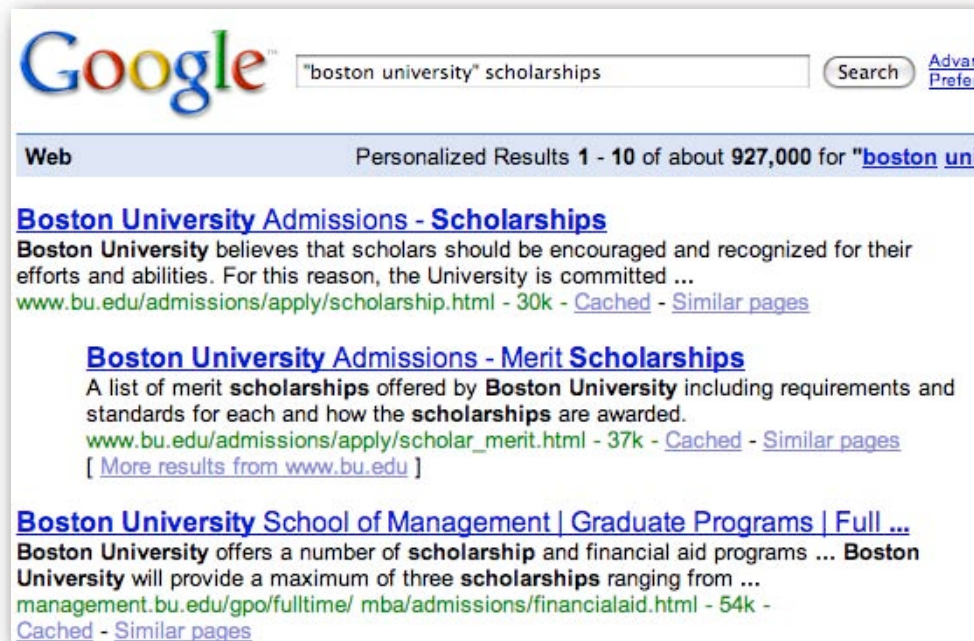 Google™ "boston university" scholarships Search
Web Personalized Results 1 - 10 of about 927,000 for "boston
Boston University Admissions - Scholarships
Boston University believes that scholars should be encouraged and recognized for their
efforts and abilities. For this reason, the University is committed ...
www.bu.edu/admissions/apply/scholarship.html - 30k - Cached - Similar pages
Boston University Admissions - Merit Scholarships
A list of merit scholarships offered by Boston University including requirements and
standards for each and how the scholarships are awarded.
www.bu.edu/admissions/apply/scholar_merit.html - 37k - Cached - Similar pages
[ More results from www.bu.edu ]
Boston University School of Management | Graduate Programs | Full ...
Boston University offers a number of scholarship and financial aid programs ... Boston
University will provide a maximum of three scholarships ranging from ...
management.bu.edu/gpo/fulltime/ mba/admissions/financialaid.html - 54k -
Cached - Similar pages